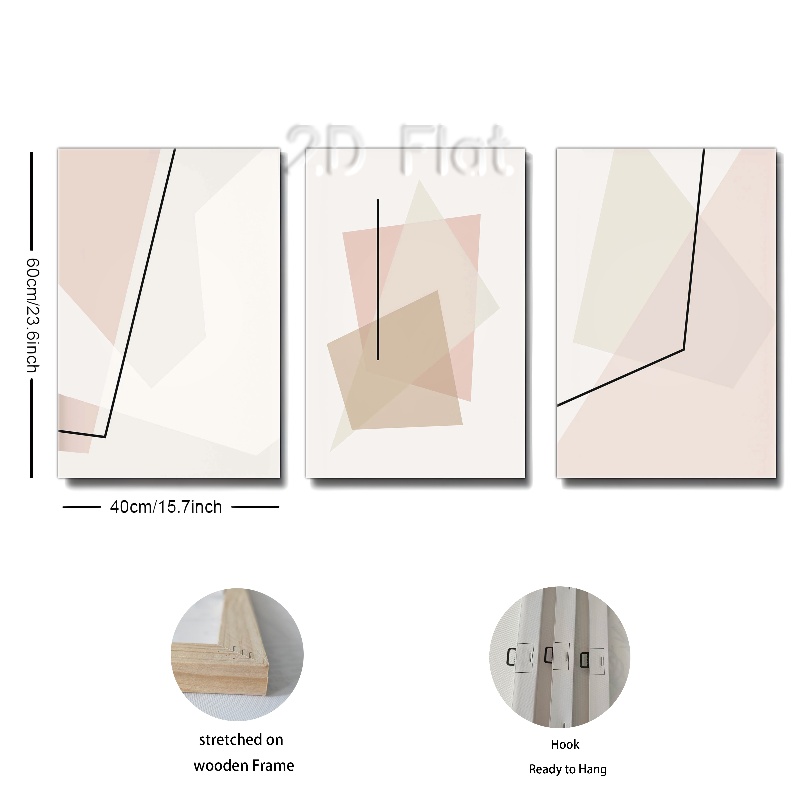 2D Flat
60cm/23.6inch
40cm/15.7inch
stretched on
wooden Frame
Hook
Ready to Hang